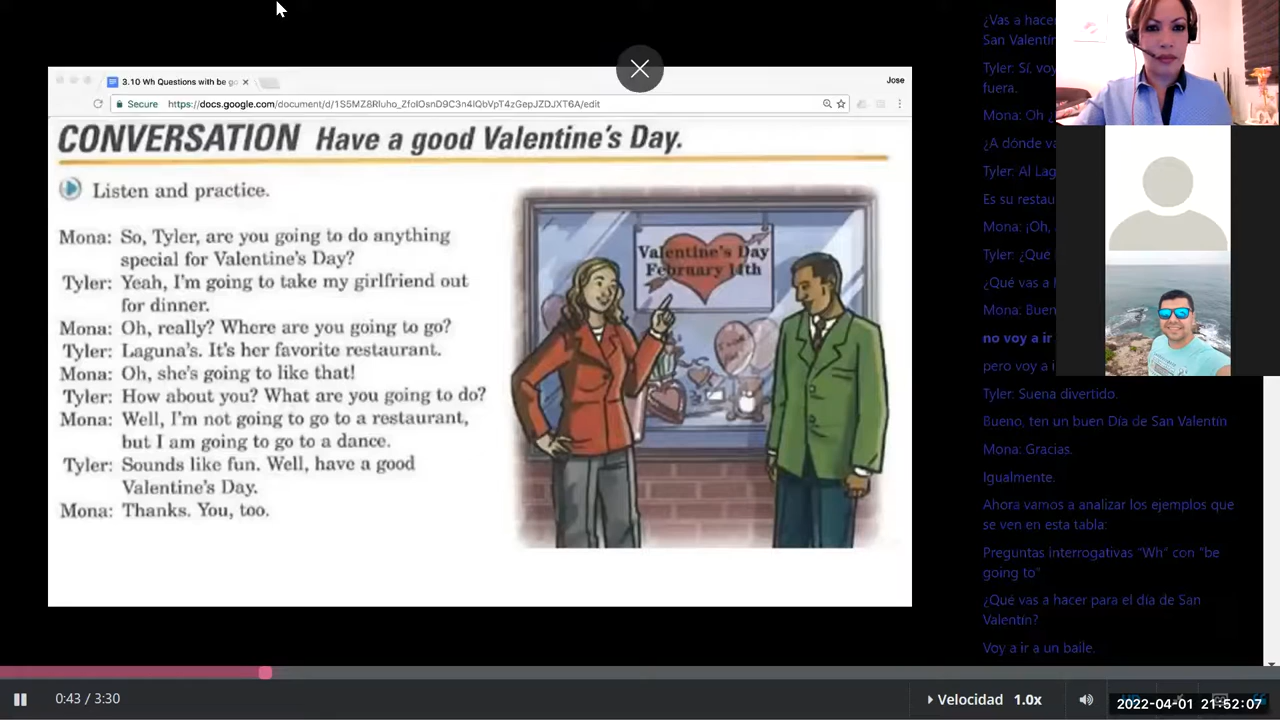 3.10 Wh Questions with be go
Jose
Secure https://docs.google.com/document/d/1S5MZ8Rluho_ZfoIOsnD9C3n4IQbVpT4zGepJZDJXT6A/edit
CONVERSATION Have a good Valentine's Day.
Listen and practice.
Mona: So, Tyler, are you going to do anything
special for Valentine's Day?
Tyler: Yeah, I'm going to take my girlfriend out
for dinner.
Mona: Oh, really? Where are you going to go?
Tyler: Laguna's. It's her favorite restaurant.
Mona: Oh, she's going to like that!
Tyler: How about you? What are you going to do?
Mona: Well, I'm not going to go to a restaurant,
but I am going to go to a dance.
Tyler: Sounds like fun. Well, have a good
Valentine's Day.
Mona: Thanks. You, too.
Valentine's Day
February 14th
¿Vas a hacer
San Valentín
Tyler: Sí, voy
fuera.
Mona: Oh ¿
¿A dónde va
Tyler: Al Lag
Es su restau
Mona: ¡Oh,
Tyler: ¿Qué
¿Qué vas a h
Mona: Buen
no voy a ir
pero voy a i
Tyler: Suena divertido.
Bueno, ten un buen Día de San Valentín
Mona: Gracias.
Igualmente.
Ahora vamos a analizar los ejemplos que
se ven en esta tabla:
Preguntas interrogativas "Wh" con "be
going to"
¿Qué vas a hacer para el día de San
Valentín?
Voy a ir a un baile.
0:43 / 3:30
Velocidad 1.0x
2022-04-01 21:52:07